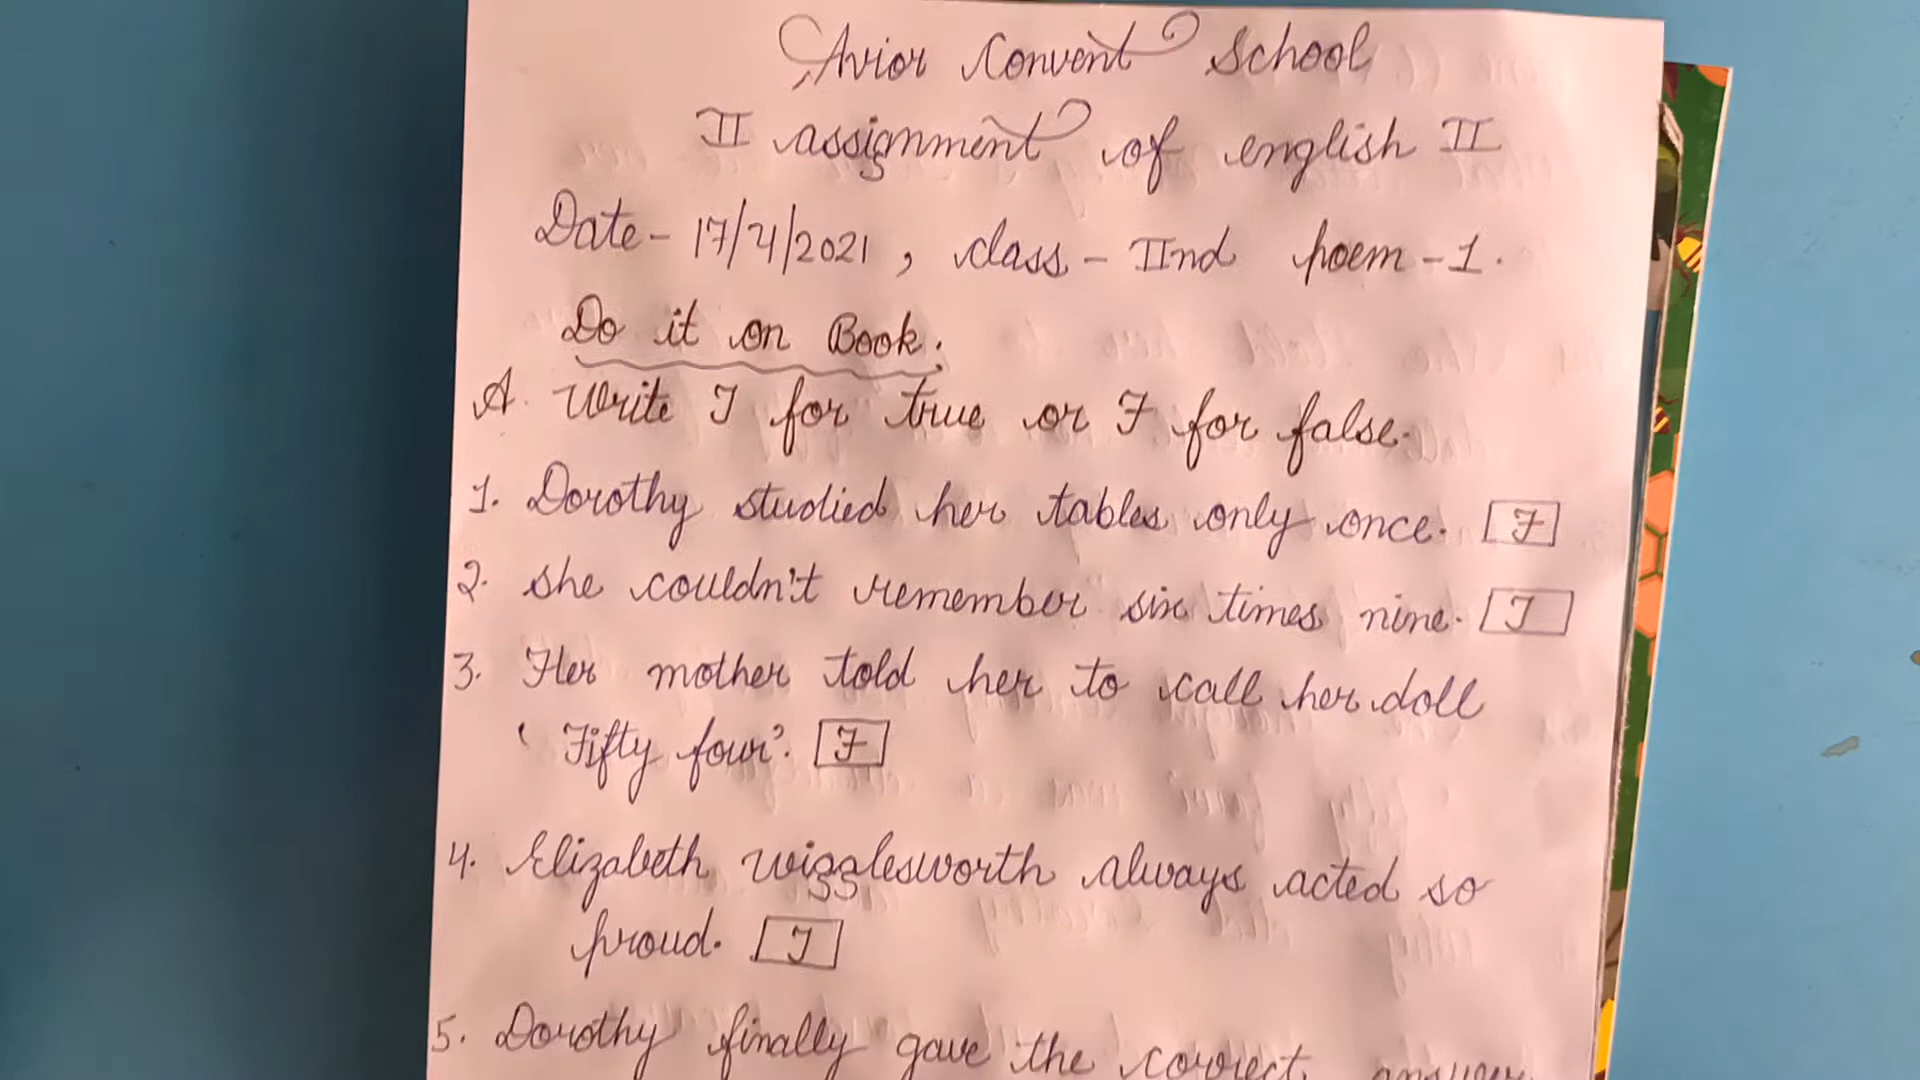 Avior Convent School
II assignment of english II
Date - 17/4/2021, class - IInd poem - 1.
Do it on Book.
A. Write T for true or F for false.
1. Dorothy studied her tables only once. F
2. She couldn't remember six times nine. T
3. Her mother told her to call her doll
'Fifty four'. F
4. Elizabeth wigglesworth always acted so
proud. T
5. Dorothy finally gave the correct answer